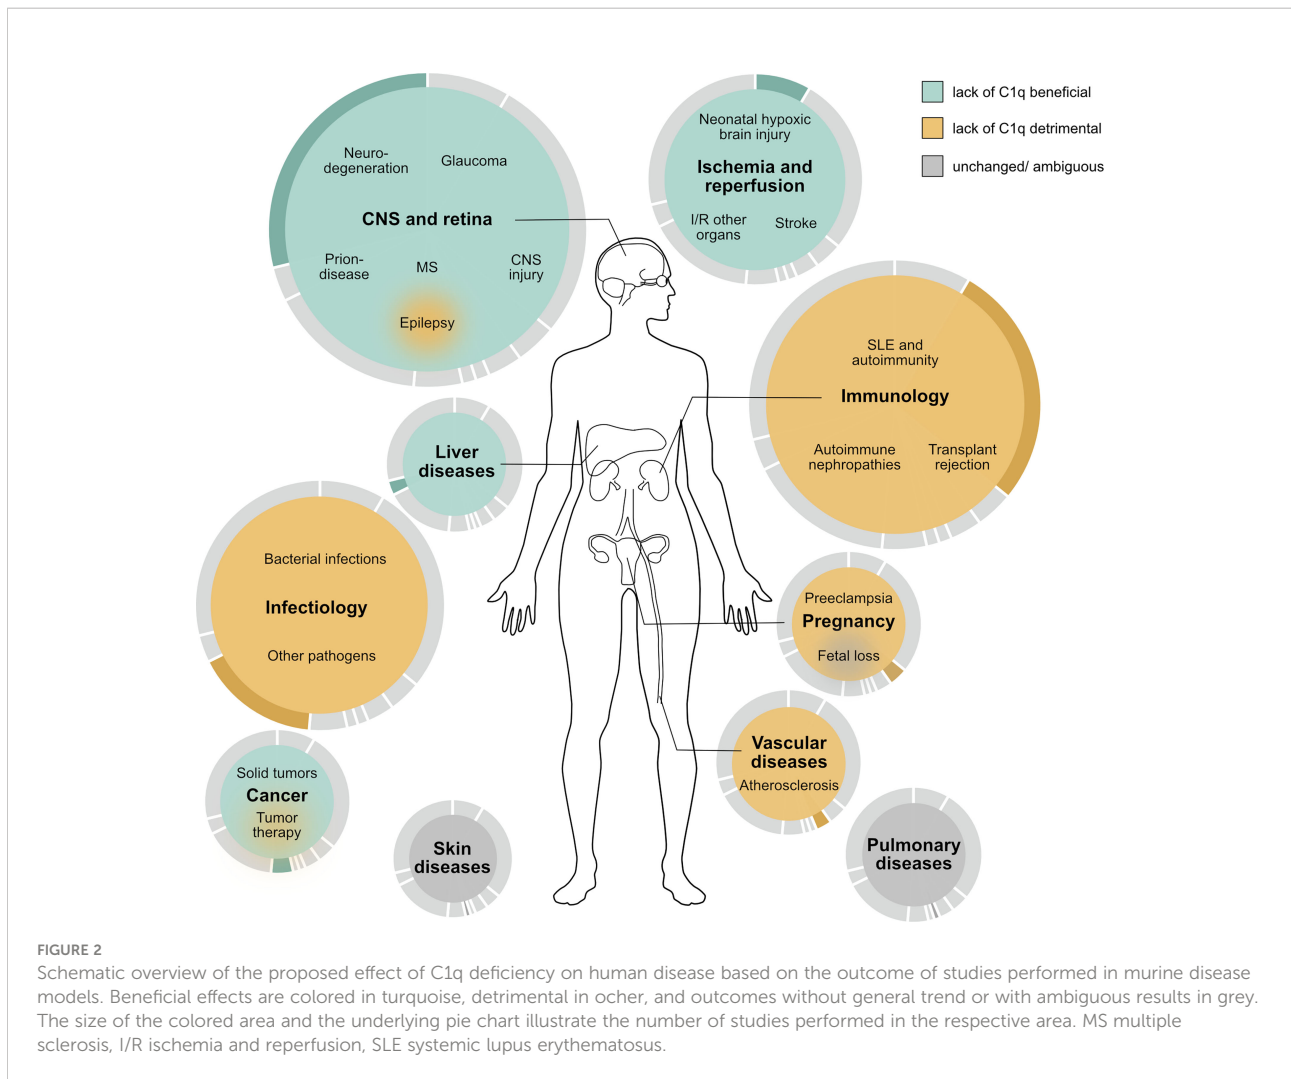 lack of C1q beneficial
lack of C1q detrimental
unchanged/ ambiguous
Neuro-
degeneration
Glaucoma
CNS and retina
Prion-
disease
MS
CNS
injury
Epilepsy
Neonatal hypoxic
brain injury
Ischemia and
reperfusion
I/R other
organs
Stroke
SLE and
autoimmunity
Immunology
Autoimmune
nephropathies
Transplant
rejection
Liver
diseases
Bacterial infections
Infectiology
Other pathogens
Preeclampsia
Pregnancy
Fetal loss
Vascular
diseases
Atherosclerosis
Solid tumors
Cancer
Tumor
therapy
Skin
diseases
Pulmonary
diseases
FIGURE 2
Schematic overview of the proposed effect of C1q deficiency on human disease based on the outcome of studies performed in murine disease
models. Beneficial effects are colored in turquoise, detrimental in ocher, and outcomes without general trend or with ambiguous results in grey.
The size of the colored area and the underlying pie chart illustrate the number of studies performed in the respective area. MS multiple
sclerosis, I/R ischemia and reperfusion, SLE systemic lupus erythematosus.